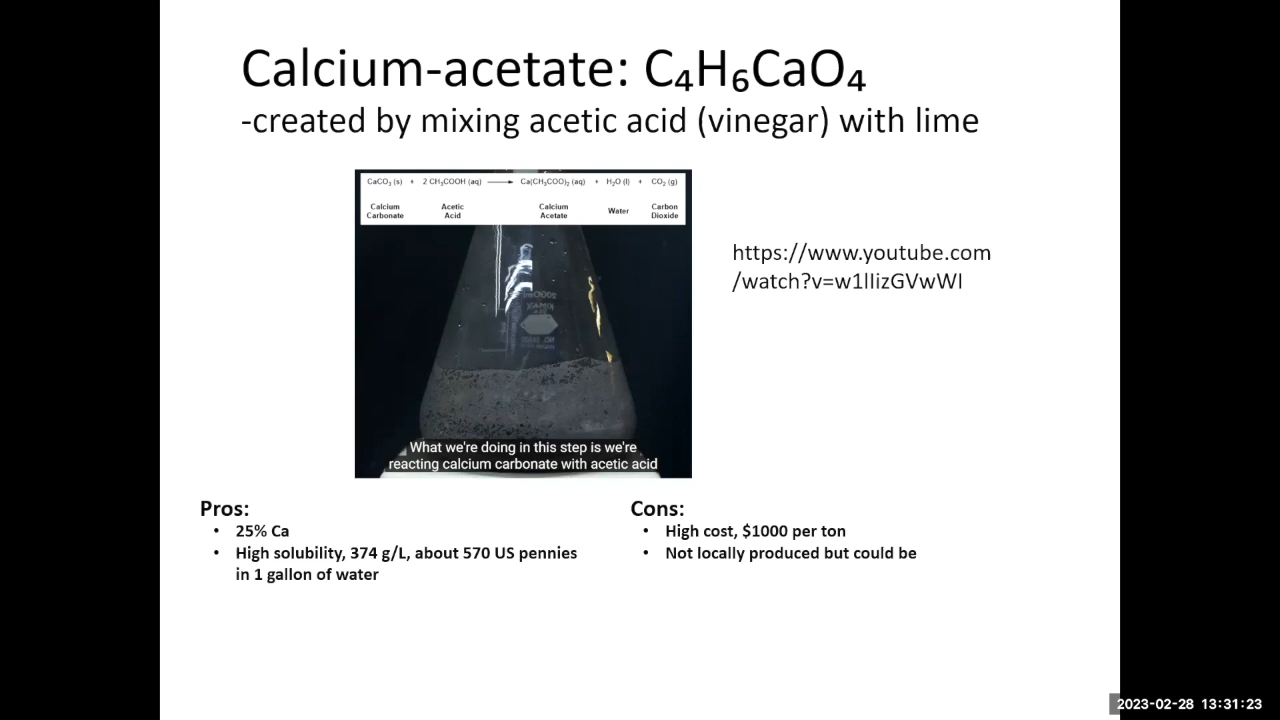 Calcium-acetate: C₄H₆CaO₄
-created by mixing acetic acid (vinegar) with lime
CaCO₃ (s) + 2 CH₃COOH (aq) ⟶ Ca(CH₃COO)₂ (aq) + H₂O (l) + CO₂ (g)
Calcium Carbonate Acetic Acid Calcium Acetate Water Carbon Dioxide
What we're doing in this step is we're
reacting calcium carbonate with acetic acid
https://www.youtube.com
/watch?v=w1lIizGVwWI
Pros:
• 25% Ca
• High solubility, 374 g/L, about 570 US pennies
in 1 gallon of water
Cons:
• High cost, $1000 per ton
• Not locally produced but could be
2023-02-28 13:31:23